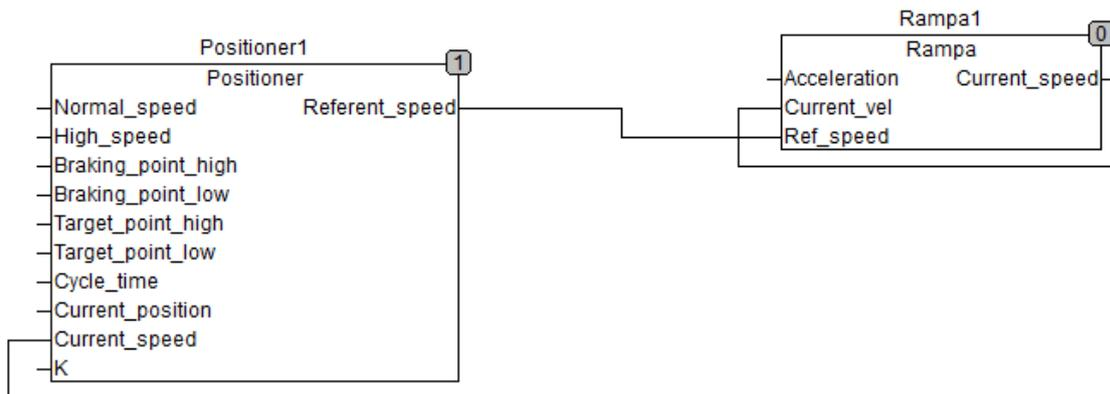 Positioner1
1
Positioner
Normal_speed Referent_speed
High_speed
Braking_point_high
Braking_point_low
Target_point_high
Target_point_low
Cycle_time
Current_position
Current_speed
K
Rampa1
0
Rampa
Acceleration Current_speed
Current_vel
Ref_speed